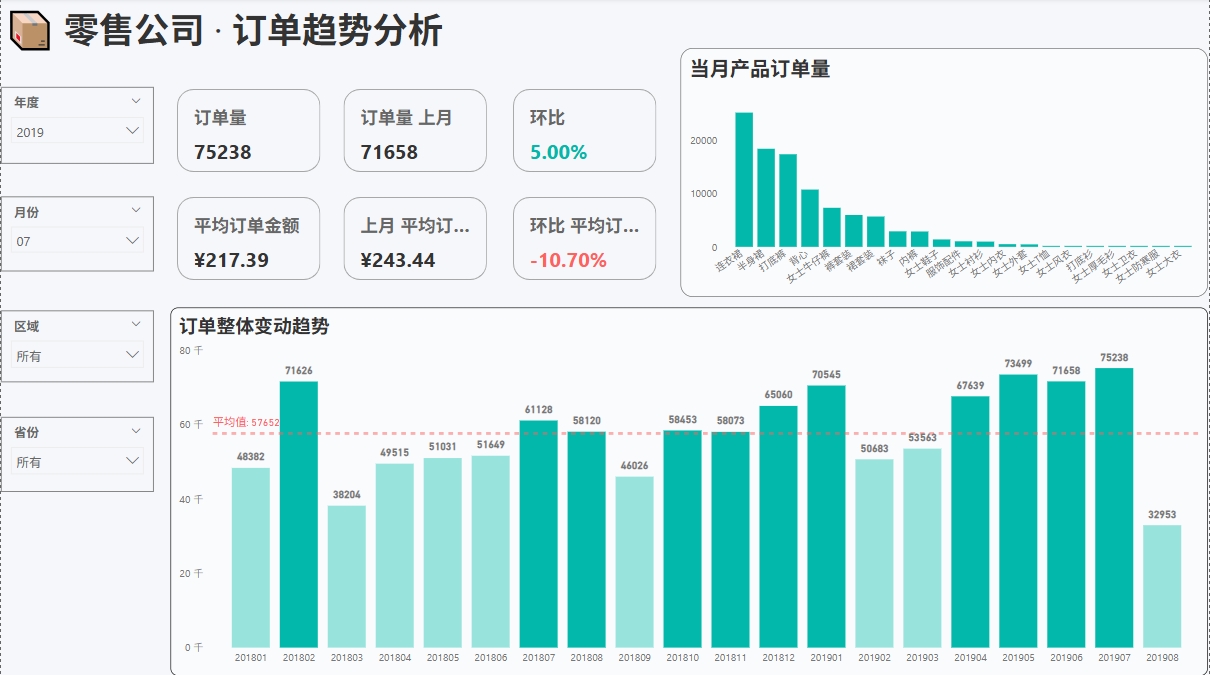 零售公司 · 订单趋势分析
年度
2019
月份
07
区域
所有
省份
所有
订单量
75238
订单量 上月
71658
环比
5.00%
平均订单金额
¥217.39
上月 平均订...
¥243.44
环比 平均订...
-10.70%
当月产品订单量
20000
10000
0
连衣裙
半身裙
打底裤
背心
女士牛仔裤
裤套装
裙套装
袜子
内裤
女士鞋子
服饰配件
女士衬衫
女士内衣
女士外套
女士T恤
女士风衣
打底衫
女士厚毛衫
女士卫衣
女士防寒服
女士大衣
订单整体变动趋势
80 千
60 千
40 千
20 千
0 千
平均值: 57652
48382
71626
38204
49515
51031
51649
61128
58120
46026
58453
58073
65060
70545
50683
53563
67639
73499
71658
75238
32953
201801
201802
201803
201804
201805
201806
201807
201808
201809
201810
201811
201812
201901
201902
201903
201904
201905
201906
201907
201908